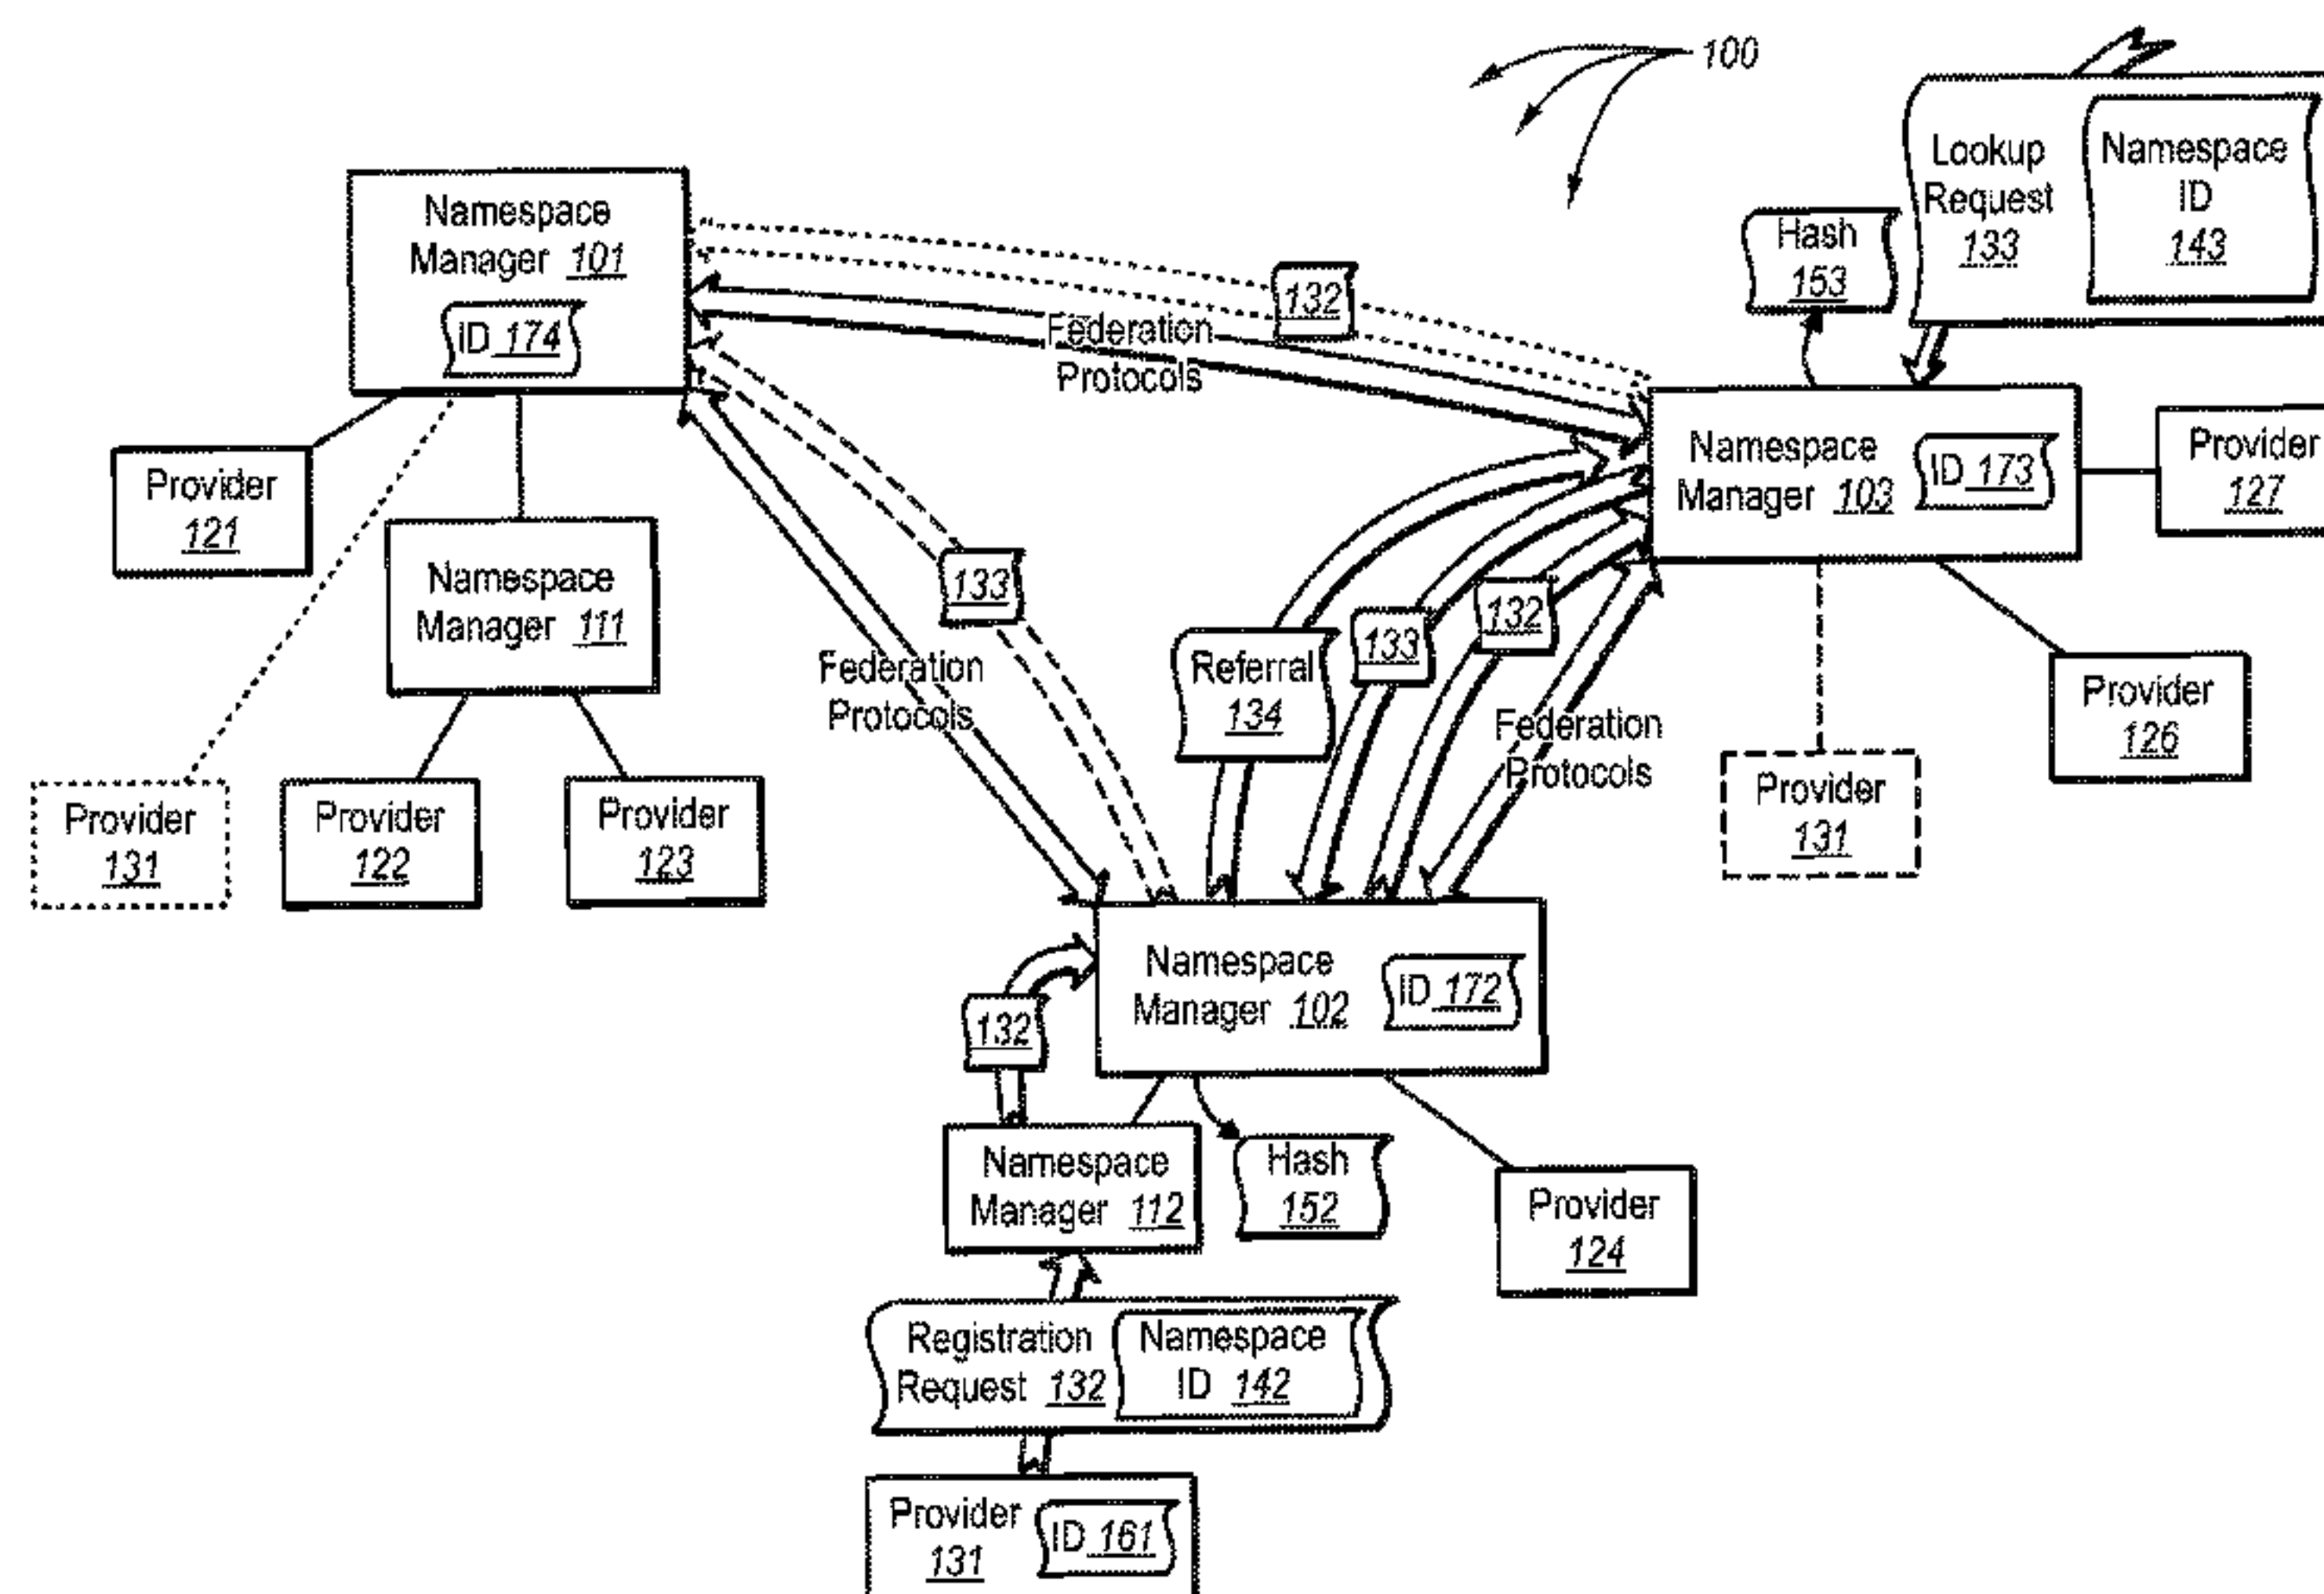 100
Lookup
Request
133
Namespace
ID
143
Hash
153
Namespace
Manager 101
ID 174
132
Federation
Protocols
Namespace
Manager 103
ID 173
Provider
127
Provider
121
Namespace
Manager 111
133
Federation
Protocols
Referral
134
133
132
Federation
Protocols
Provider
126
Provider
131
Provider
131
Provider
122
Provider
123
Namespace
Manager 102
ID 172
132
Namespace
Manager 112
Hash
152
Provider
124
Registration
Request 132
Namespace
ID 142
Provider
131
ID 161